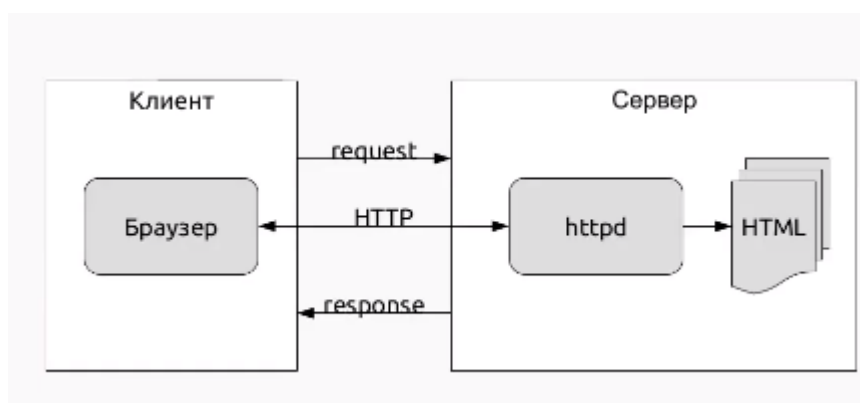 Клиент
Сервер
request
Браузер
HTTP
httpd
HTML
response